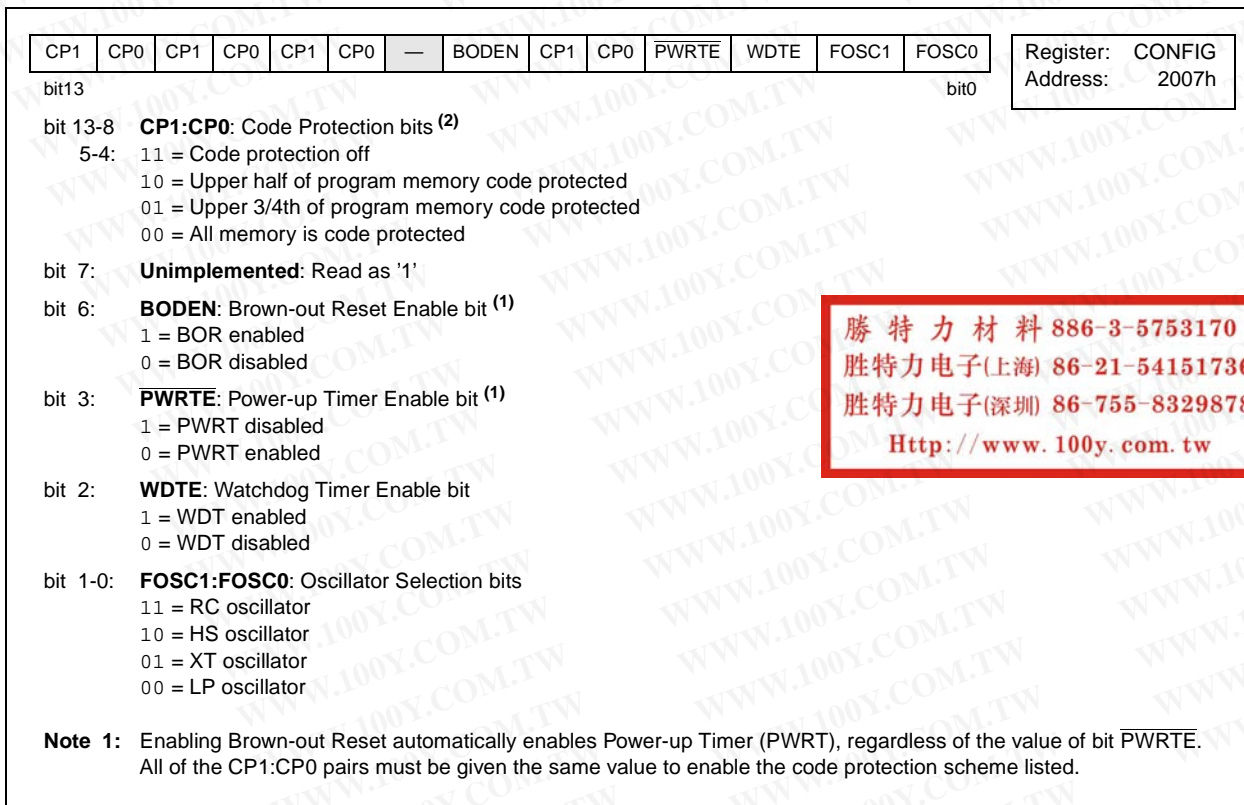 CP1 CP0 CP1 CP0 CP1 CP0 — BODEN CP1 CP0 PWRTE WDTE FOSC1 FOSC0
Register: CONFIG
Address: 2007h
bit13 bit0
bit 13-8 CP1:CP0: Code Protection bits (2)
5-4: 11 = Code protection off
10 = Upper half of program memory code protected
01 = Upper 3/4th of program memory code protected
00 = All memory is code protected
bit 7: Unimplemented: Read as '1'
bit 6: BODEN: Brown-out Reset Enable bit (1)
1 = BOR enabled
0 = BOR disabled
bit 3: PWRTE: Power-up Timer Enable bit (1)
1 = PWRT disabled
0 = PWRT enabled
bit 2: WDTE: Watchdog Timer Enable bit
1 = WDT enabled
0 = WDT disabled
bit 1-0: FOSC1:FOSC0: Oscillator Selection bits
11 = RC oscillator
10 = HS oscillator
01 = XT oscillator
00 = LP oscillator
勝 特 力 材 料 886-3-5753170
胜特力电子(上海) 86-21-54151736
胜特力电子(深圳) 86-755-8329878
Http://www.100y.com.tw
Note 1: Enabling Brown-out Reset automatically enables Power-up Timer (PWRT), regardless of the value of bit PWRTE.
All of the CP1:CP0 pairs must be given the same value to enable the code protection scheme listed.
WWW.100Y.COM.TW